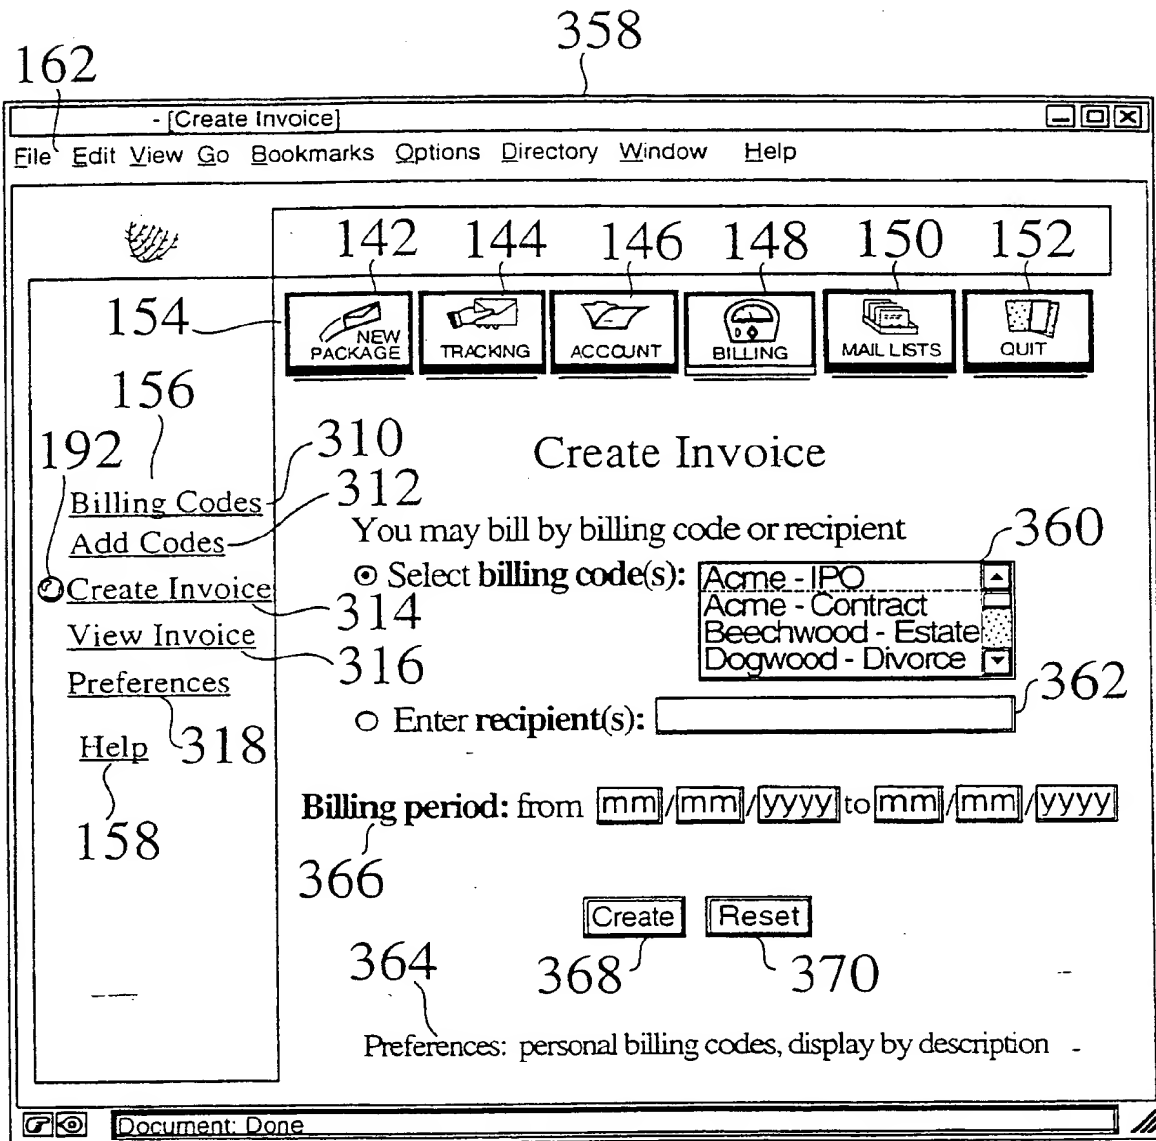 358
162
- [Create Invoice]
File Edit View Go Bookmarks Options Directory Window Help
142 144 146 148 150 152
154
NEW PACKAGE
TRACKING
ACCOUNT
BILLING
MAIL LISTS
QUIT
156
192
310
Create Invoice
Billing Codes
312
Add Codes
You may bill by billing code or recipient
360
Select billing code(s):
Acme - IPO
Acme - Contract
Beechwood - Estate
Dogwood - Divorce
Create Invoice
314
View Invoice
316
Preferences
362
Enter recipient(s):
Help
318
158
Billing period: from mm/mm/yyyy to mm/mm/yyyy
366
Create Reset
364
368
370
Preferences: personal billing codes, display by description
Document: Done